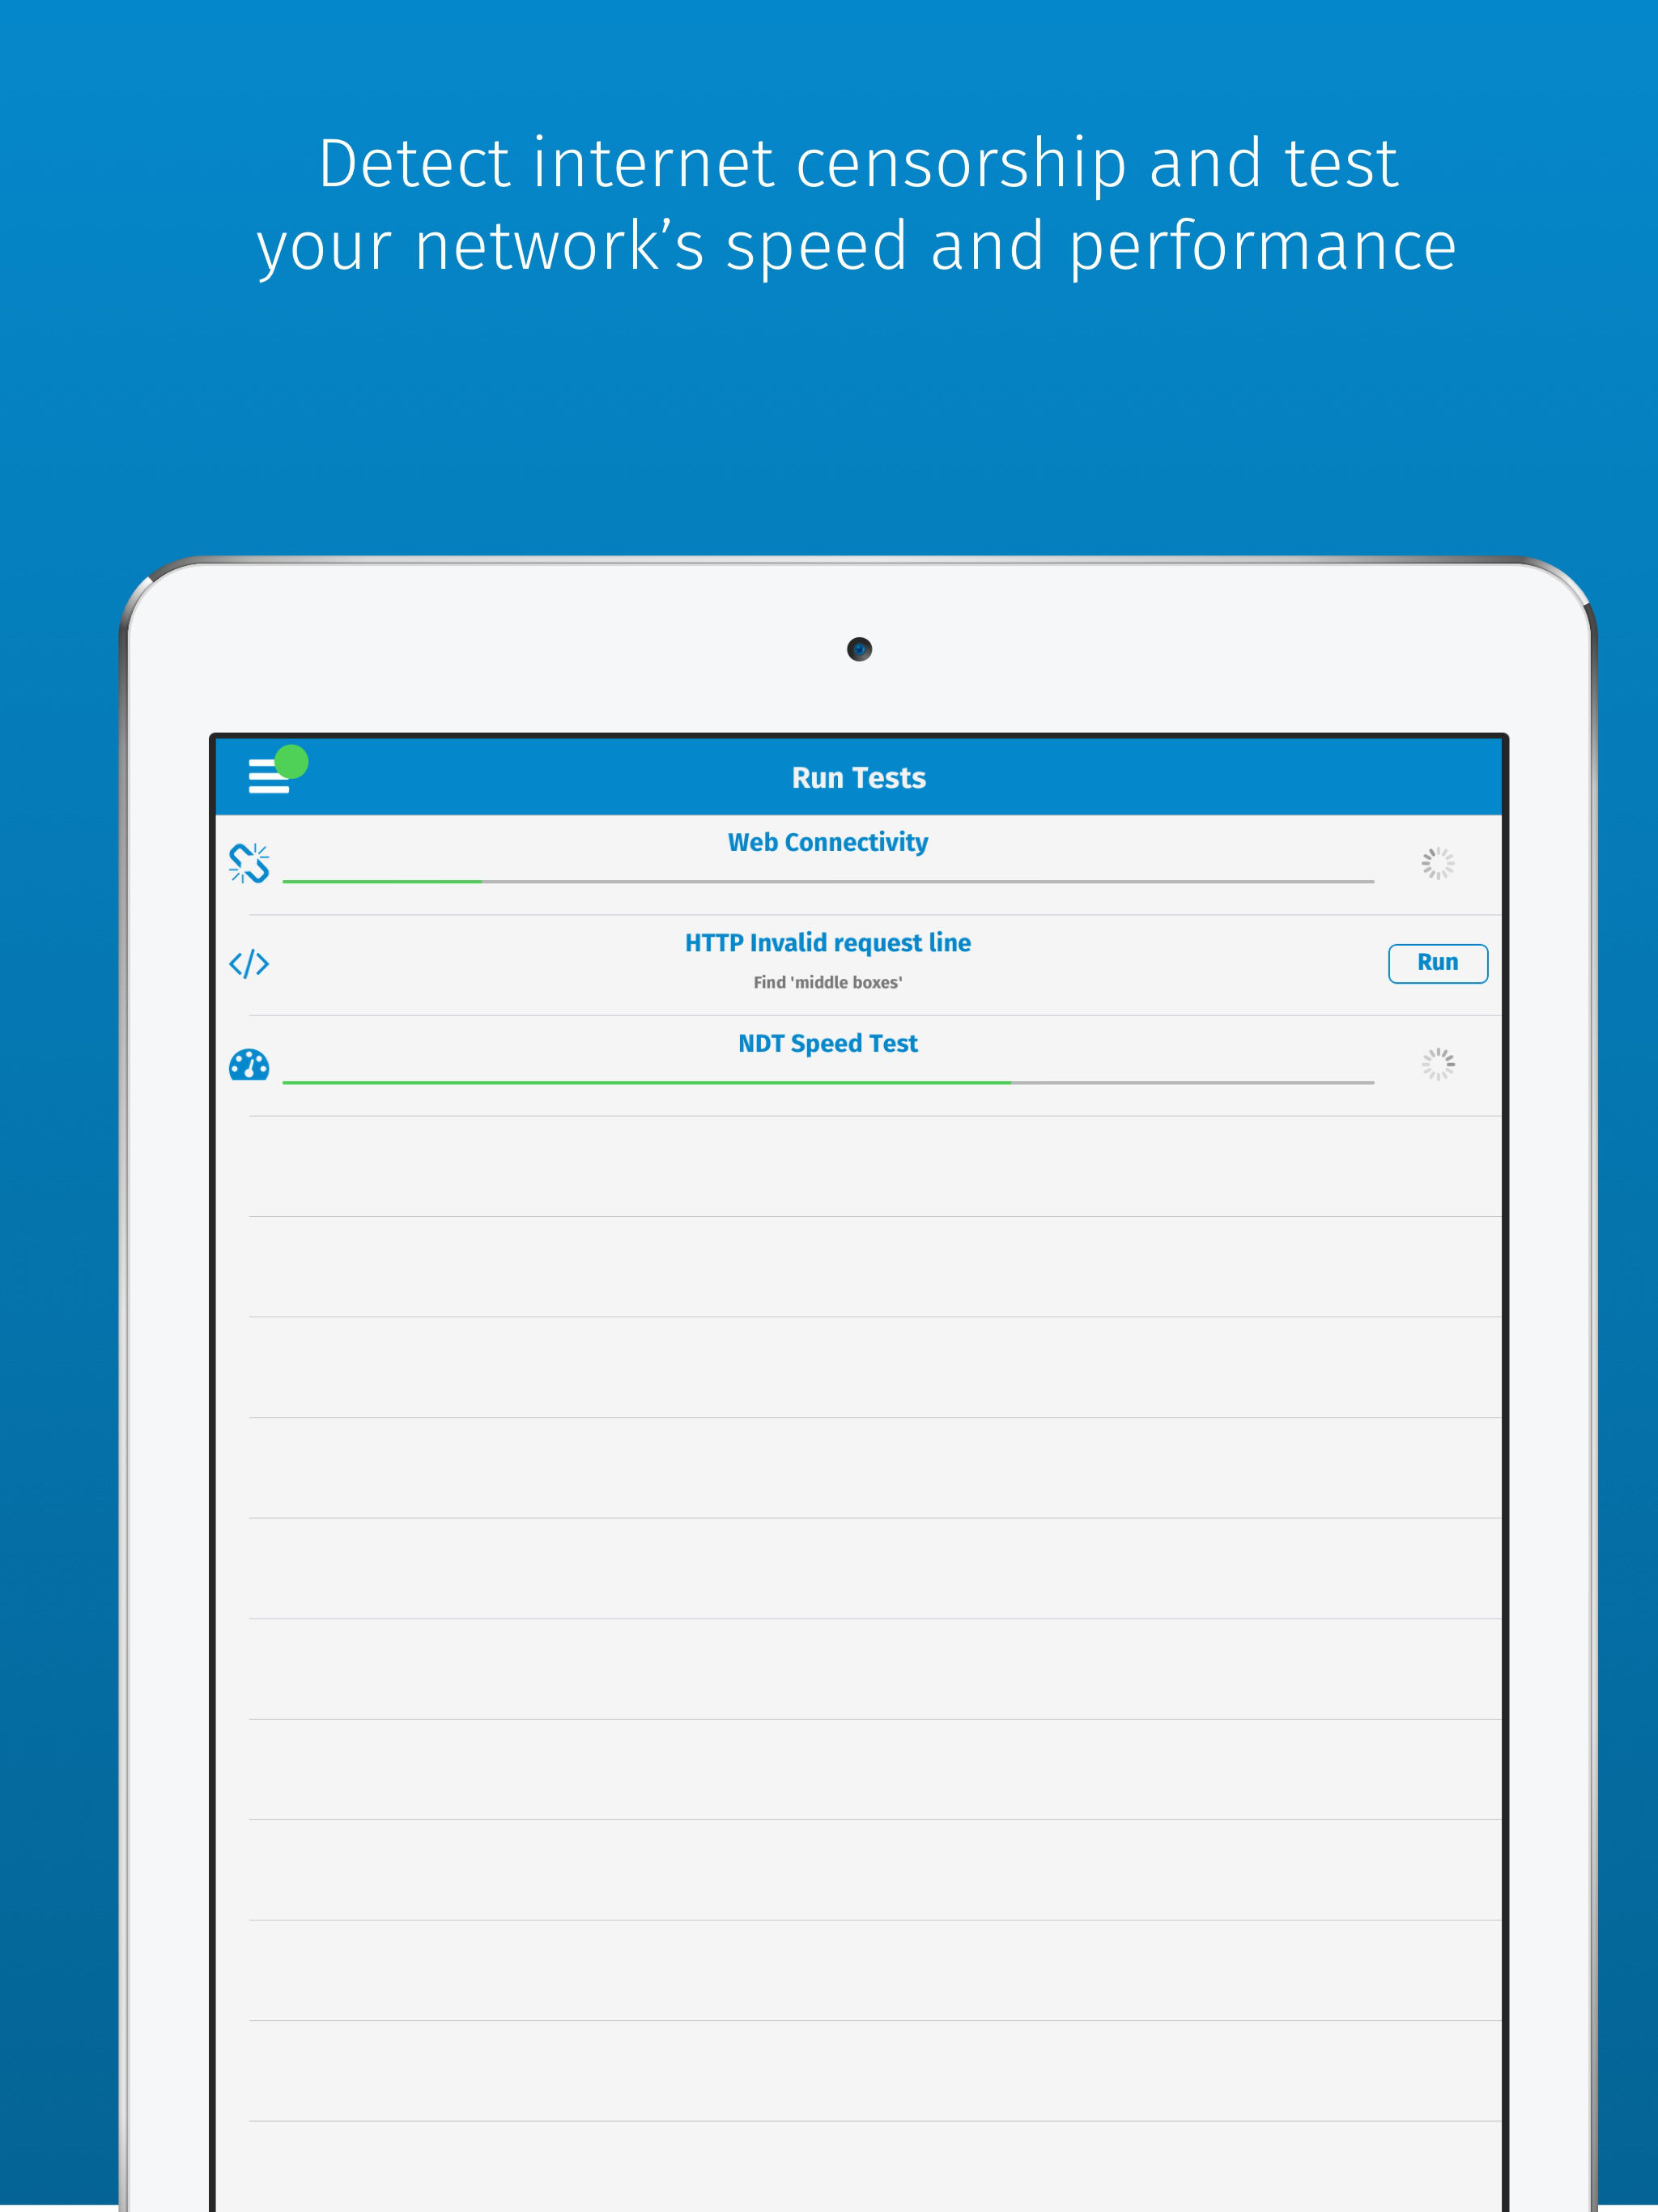 Detect internet censorship and test
your network’s speed and performance
Run Tests
Web Connectivity
HTTP Invalid request line
Find 'middle boxes'
Run
NDT Speed Test